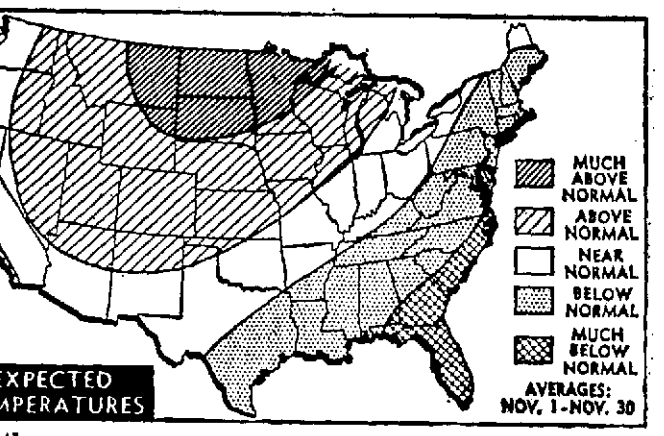 MUCH
ABOVE
NORMAL
ABOVE
NORMAL
NEAR
NORMAL
BELOW
NORMAL
MUCH
BELOW
NORMAL
AVERAGES:
NOV. 1-NOV. 30
EXPECTED
MPERATURES